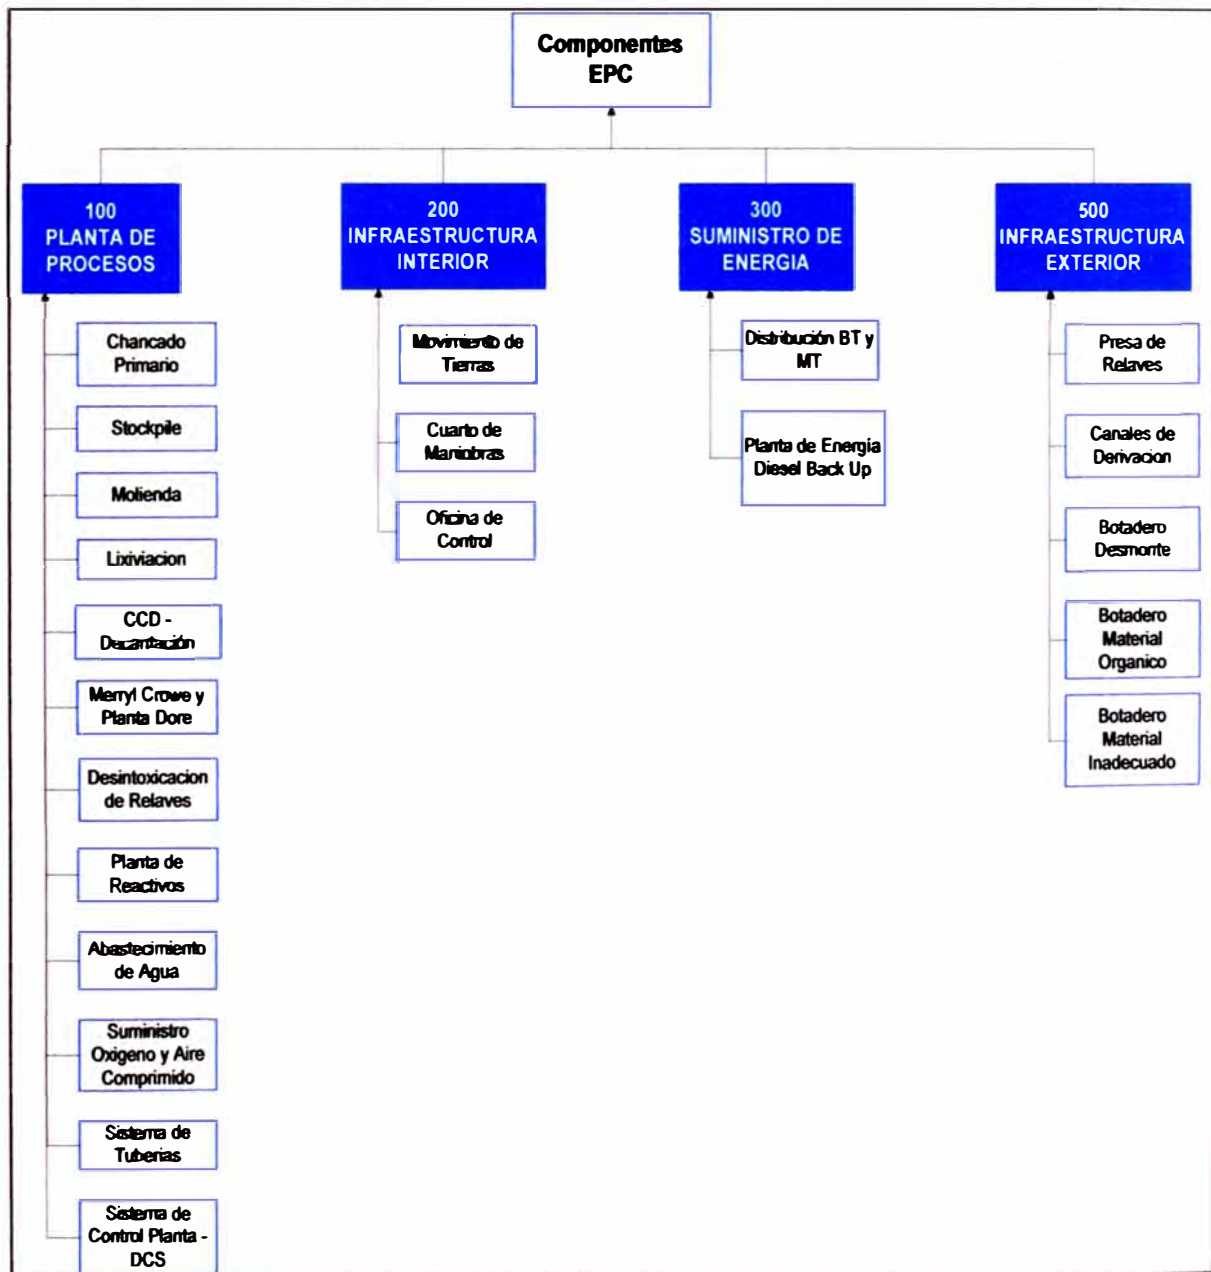 Componentes
EPC
100
PLANTA DE
PROCESOS
200
INFRAESTRUCTURA
INTERIOR
300
SUMINISTRO DE
ENERGIA
500
INFRAESTRUCTURA
EXTERIOR
Chancado
Primario
Stockpile
Molienda
Lixiviacion
CCD -
Decantación
Merryl Crowe y
Planta Dore
Desintoxicacion
de Relaves
Planta de
Reactivos
Abastecimiento
de Agua
Suministro
Oxigeno y Aire
Comprimido
Sistema de
Tuberias
Sistema de
Control Planta -
DCS
Movimiento de
Tierras
Cuarto de
Maniobras
Oficina de
Control
Distribución BT y
MT
Planta de Energía
Diesel Back Up
Presa de
Relaves
Canales de
Derivacion
Botadero
Desmonte
Botadero
Material
Organico
Botadero
Material
Inadecuado